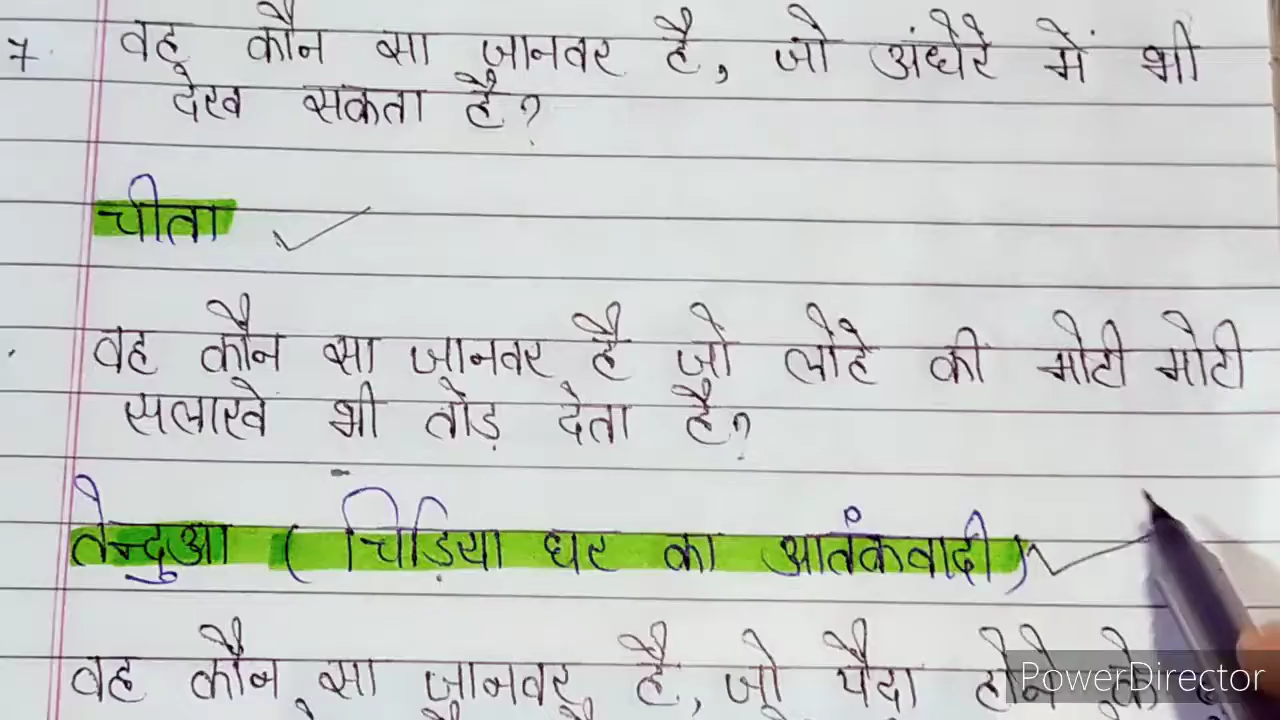 7. वह कौन सा जानवर है, जो अंधेरे में भी
देख सकता है?
चीता
वह कौन सा जानवर है जो लोहे की मोटी मोटी
सलाखे भी तोड़ देता है?
तेन्दुआ ( चिड़िया घर का आतंकवादी)
वह कौन सा जानवर है, जो पैदा होने के
PowerDirector